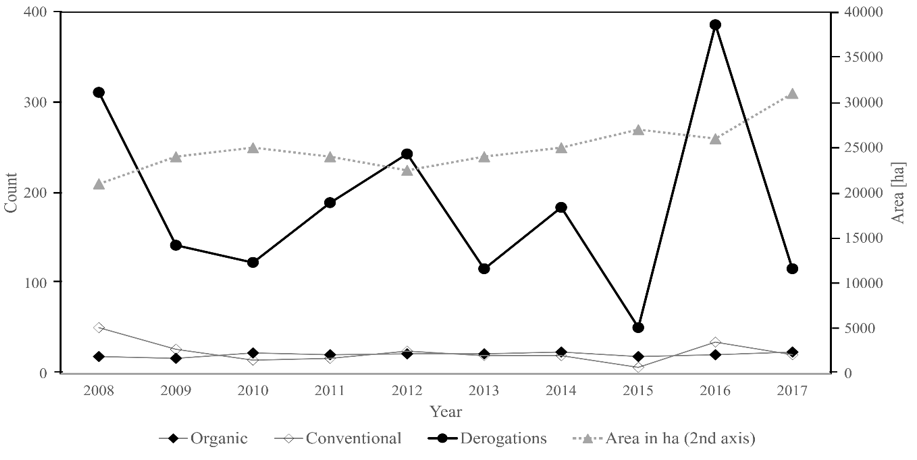 400
300
200
100
0
Count
40000
35000
30000
25000
20000
15000
10000
5000
0
Area [ha]
2008 2009 2010 2011 2012 2013 2014 2015 2016 2017
Year
Organic Conventional Derogations Area in ha (2nd axis)